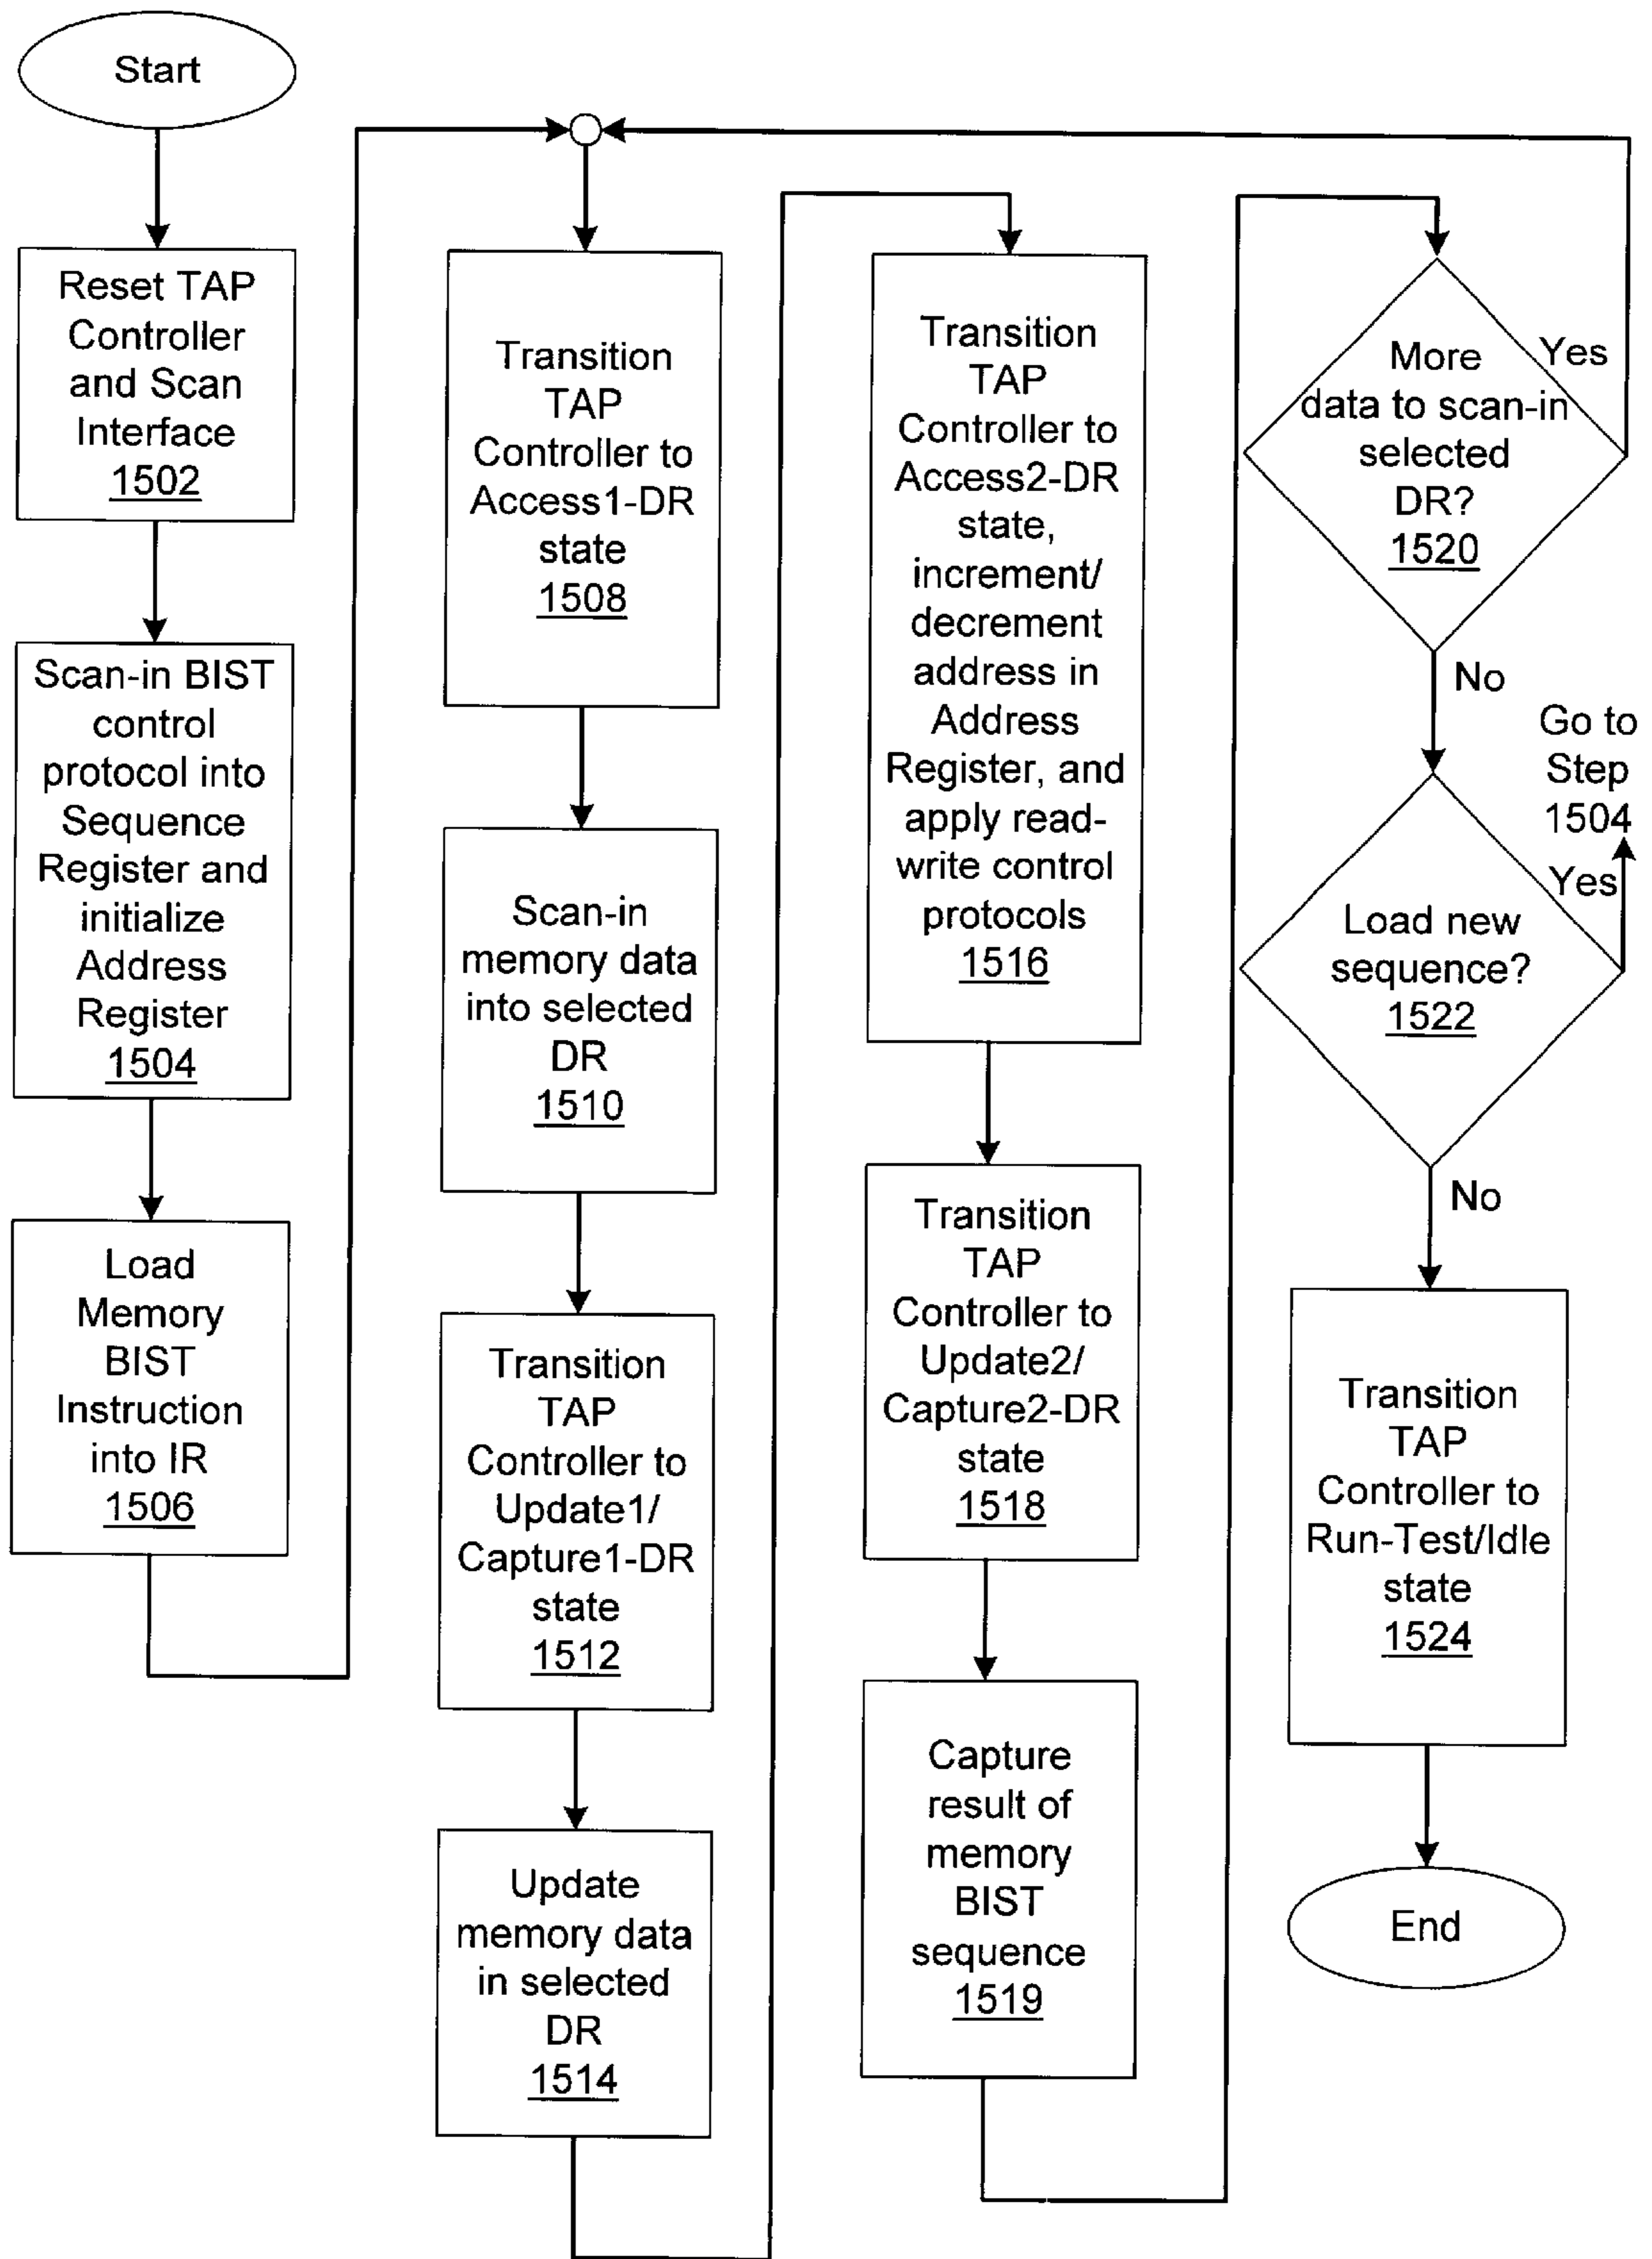 Start
Reset TAP
Controller
and Scan
Interface
1502
Scan-in BIST
control
protocol into
Sequence
Register and
initialize
Address
Register
1504
Load
Memory
BIST
Instruction
into IR
1506
Transition
TAP
Controller to
Access1-DR
state
1508
Scan-in
memory data
into selected
DR
1510
Transition
TAP
Controller to
Update1/
Capture1-DR
state
1512
Update
memory data
in selected
DR
1514
Transition
TAP
Controller to
Access2-DR
state,
increment/
decrement
address in
Address
Register, and
apply read-
write control
protocols
1516
Transition
TAP
Controller to
Update2/
Capture2-DR
state
1518
Capture
result of
memory
BIST
sequence
1519
More
data to scan-in
selected
DR?
1520
Yes
No
Go to
Step
1504
Yes
Load new
sequence?
1522
No
Transition
TAP
Controller to
Run-Test/Idle
state
1524
End